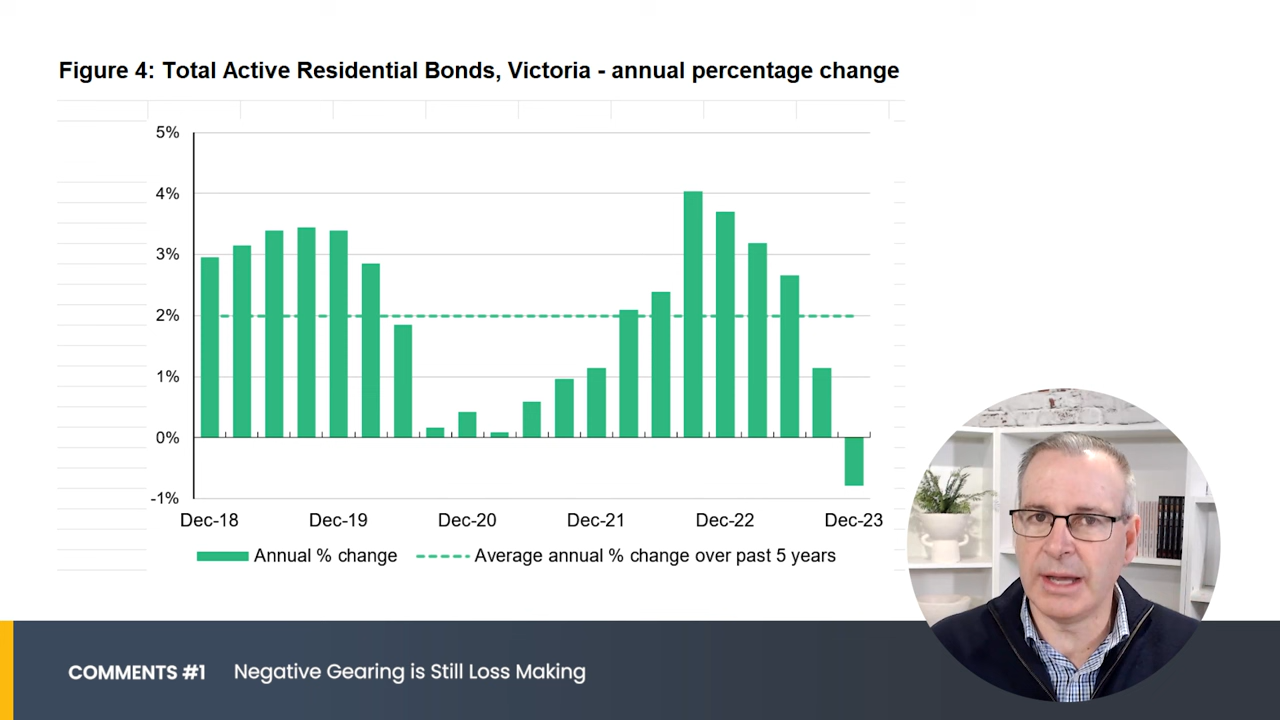 Figure 4: Total Active Residential Bonds, Victoria - annual percentage change
5%
4%
3%
2%
1%
0%
-1%
Dec-18 Dec-19 Dec-20 Dec-21 Dec-22 Dec-23
Annual % change Average annual % change over past 5 years
COMMENTS #1 Negative Gearing is Still Loss Making